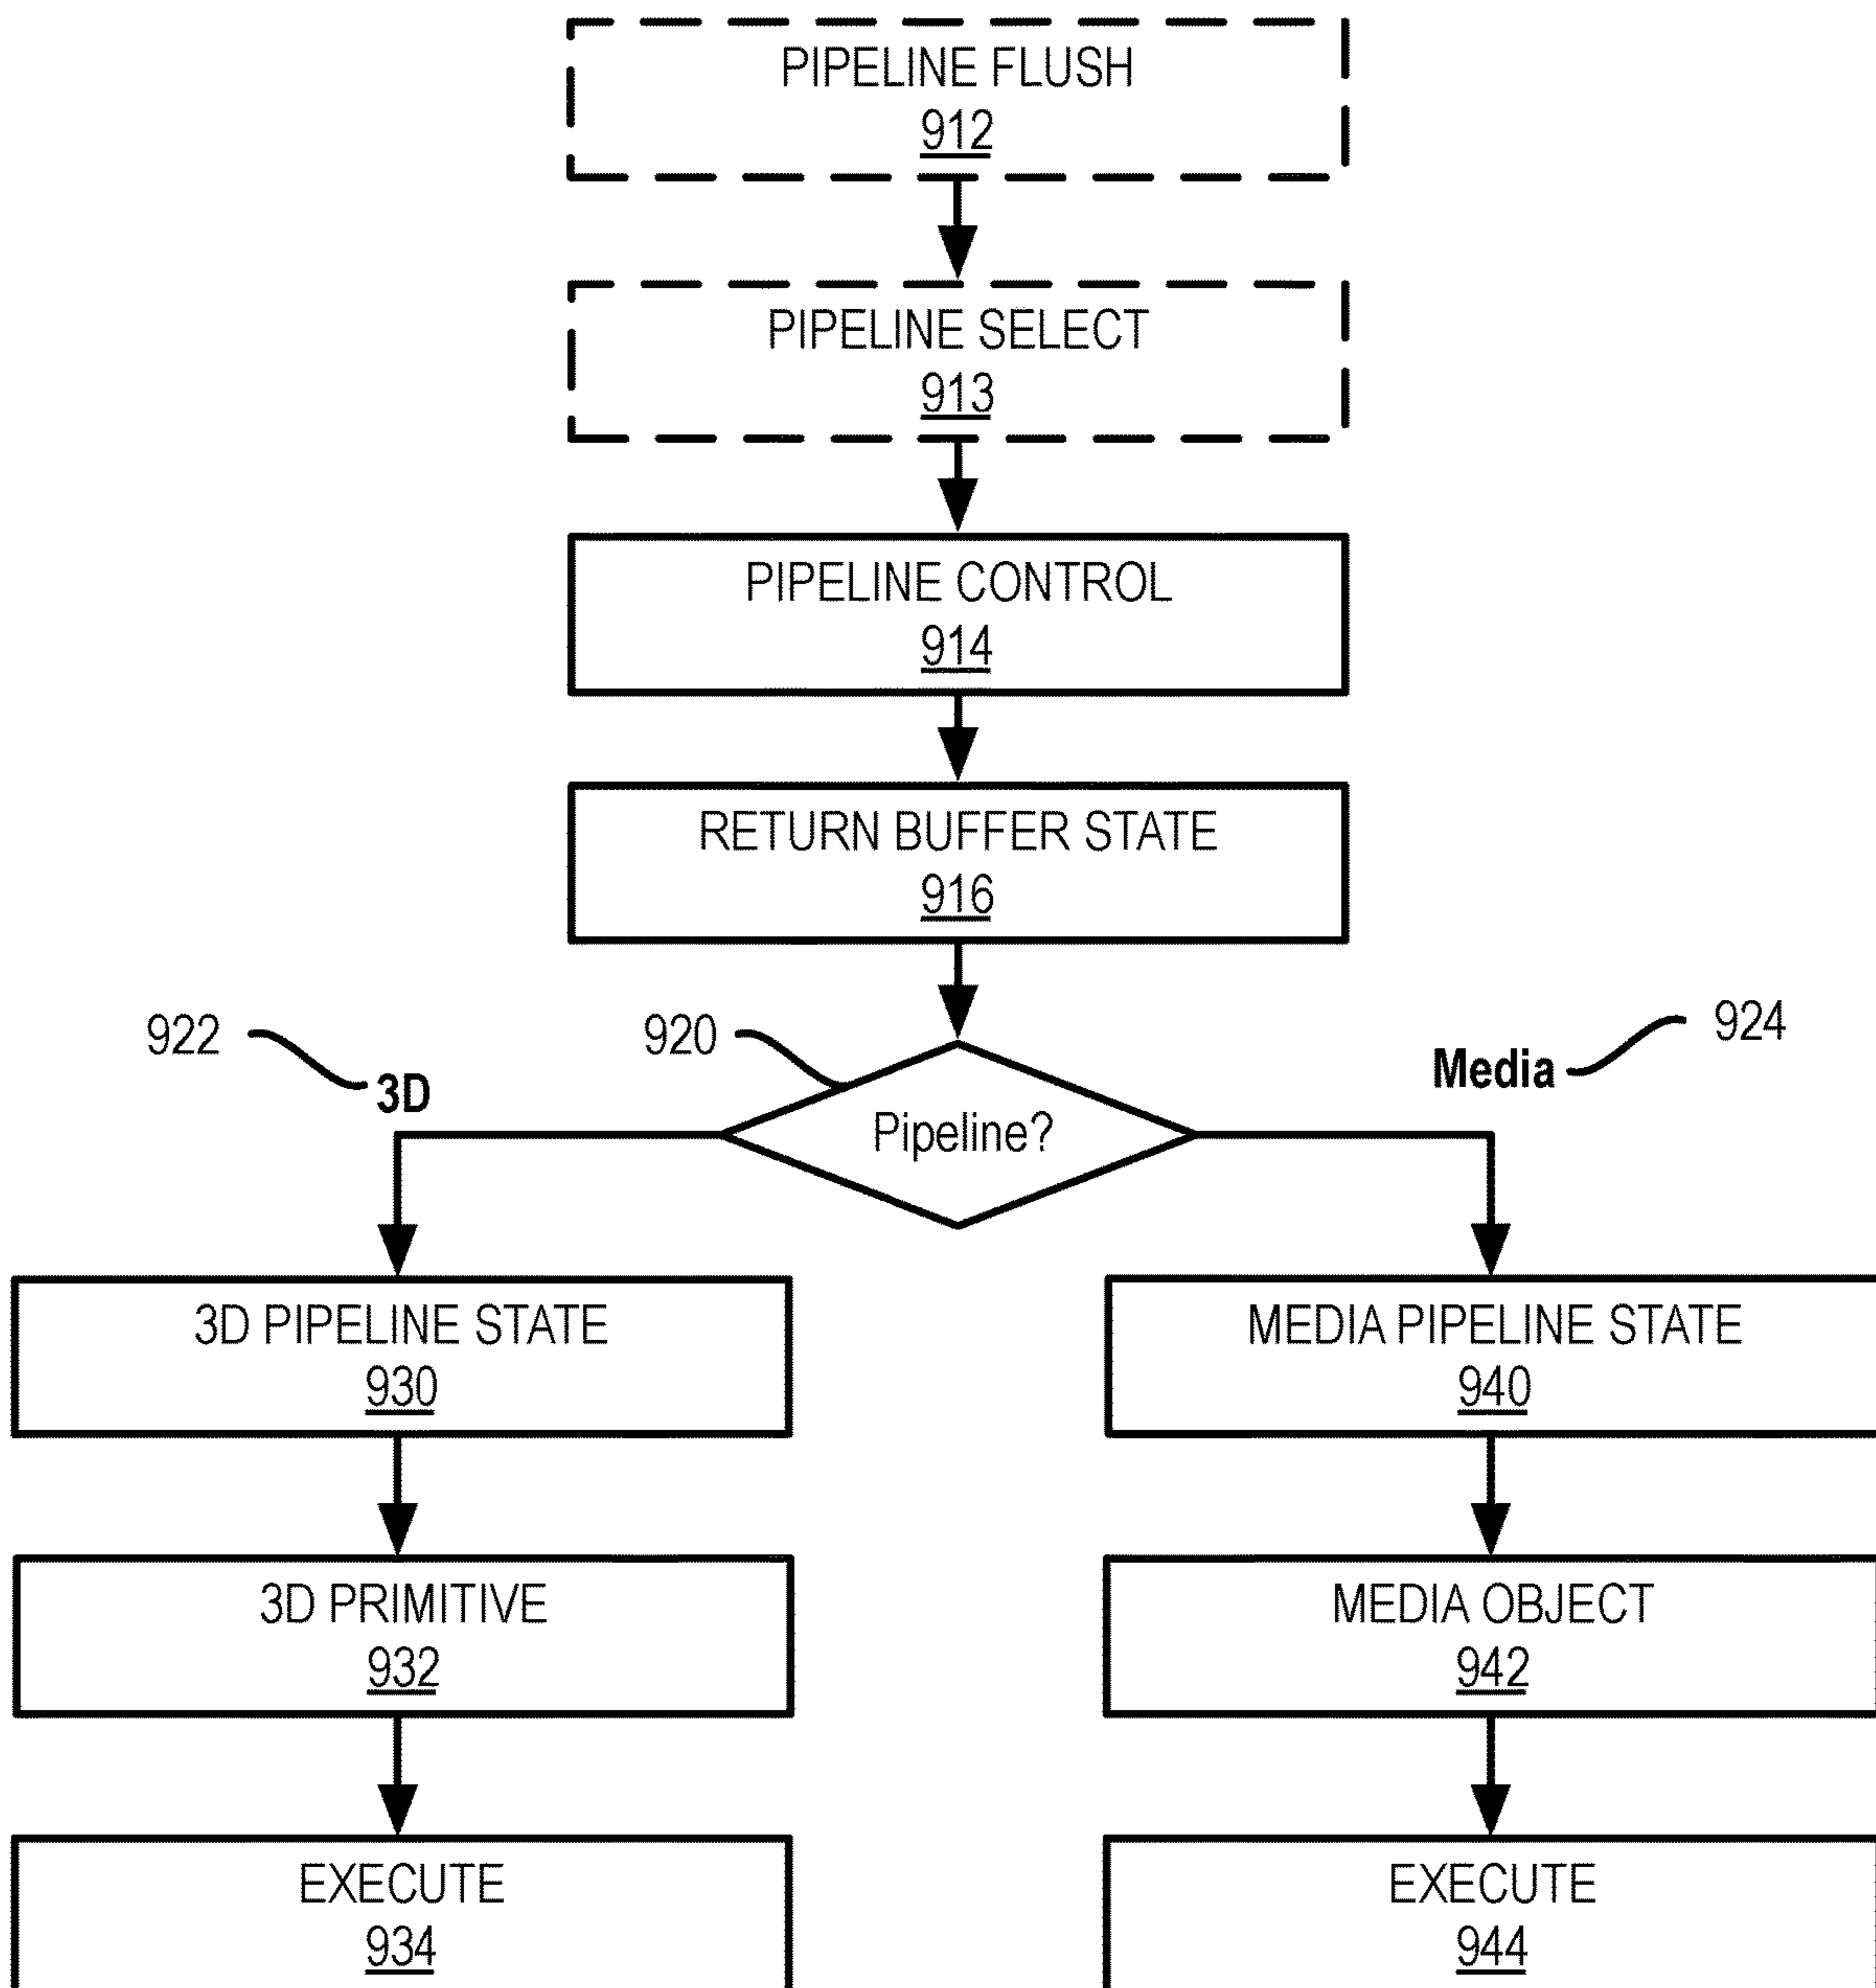 PIPELINE FLUSH
912
PIPELINE SELECT
913
PIPELINE CONTROL
914
RETURN BUFFER STATE
916
922
920
924
3D
Media
Pipeline?
3D PIPELINE STATE
930
MEDIA PIPELINE STATE
940
3D PRIMITIVE
932
MEDIA OBJECT
942
EXECUTE
934
EXECUTE
944